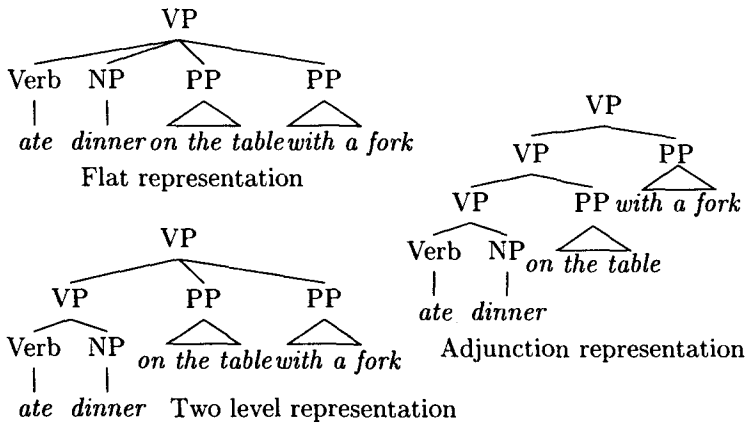 VP
Verb NP PP PP
ate dinner on the table with a fork
Flat representation
VP
VP PP PP
Verb NP on the table with a fork
ate dinner Two level representation
VP
VP PP
VP PP with a fork
Verb NP on the table
ate dinner
Adjunction representation